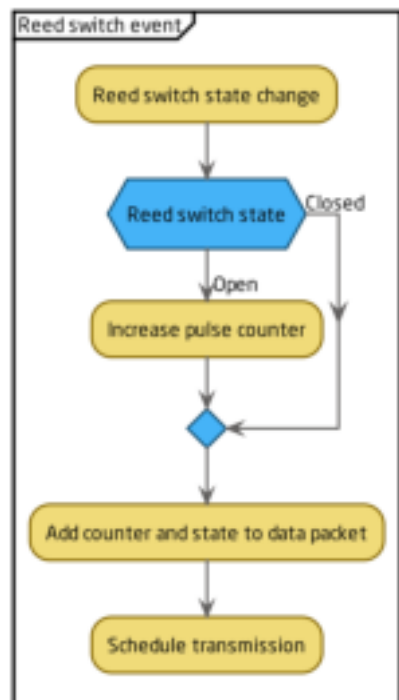 Reed switch event
Reed switch state change
Reed switch state
Closed
Open
Increase pulse counter
Add counter and state to data packet
Schedule transmission